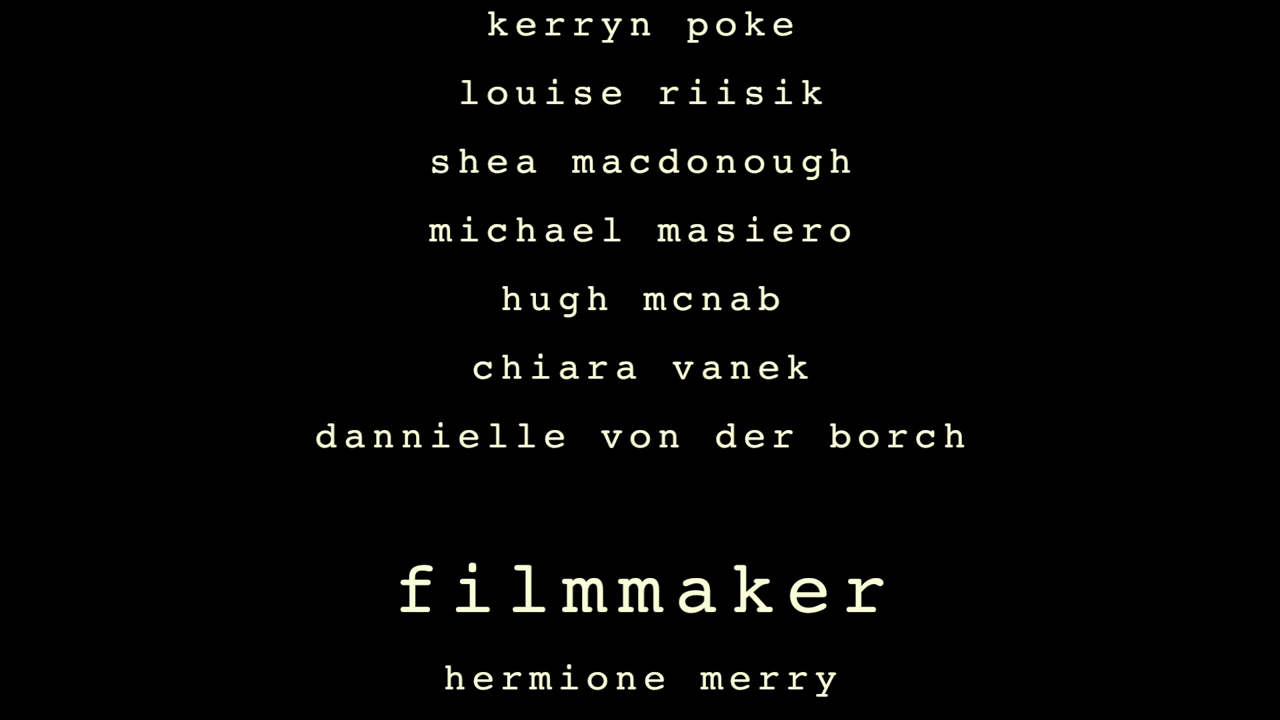 kerryn poke
louise riisik
shea macdonough
michael masiero
hugh mcnab
chiara vanek
dannielle von der borch
filmmaker
hermione merry